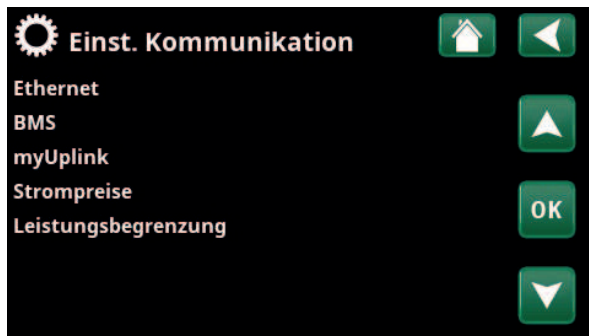 Einst. Kommunikation
Ethernet
BMS
myUplink
Strompreise
OK
Leistungsbegrenzung